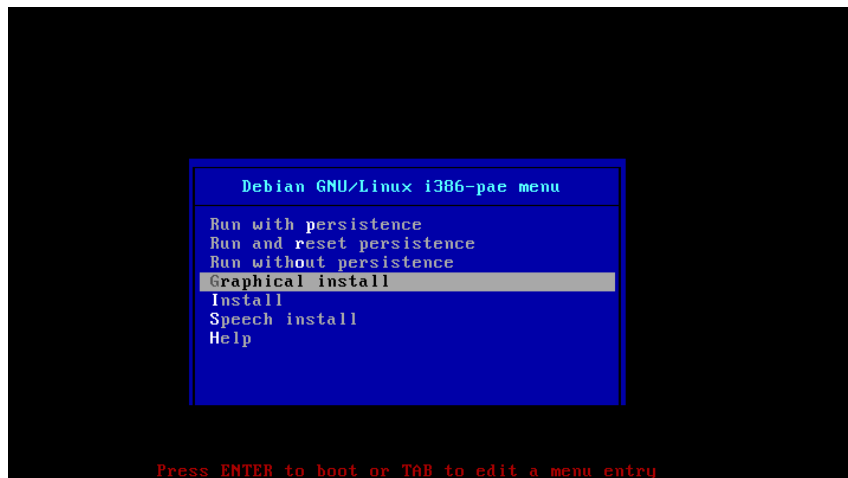 Debian GNU/Linux i386-pae menu
Run with persistence
Run and reset persistence
Run without persistence
Graphical install
Install
Speech install
Help
Press ENTER to boot or TAB to edit a menu entry